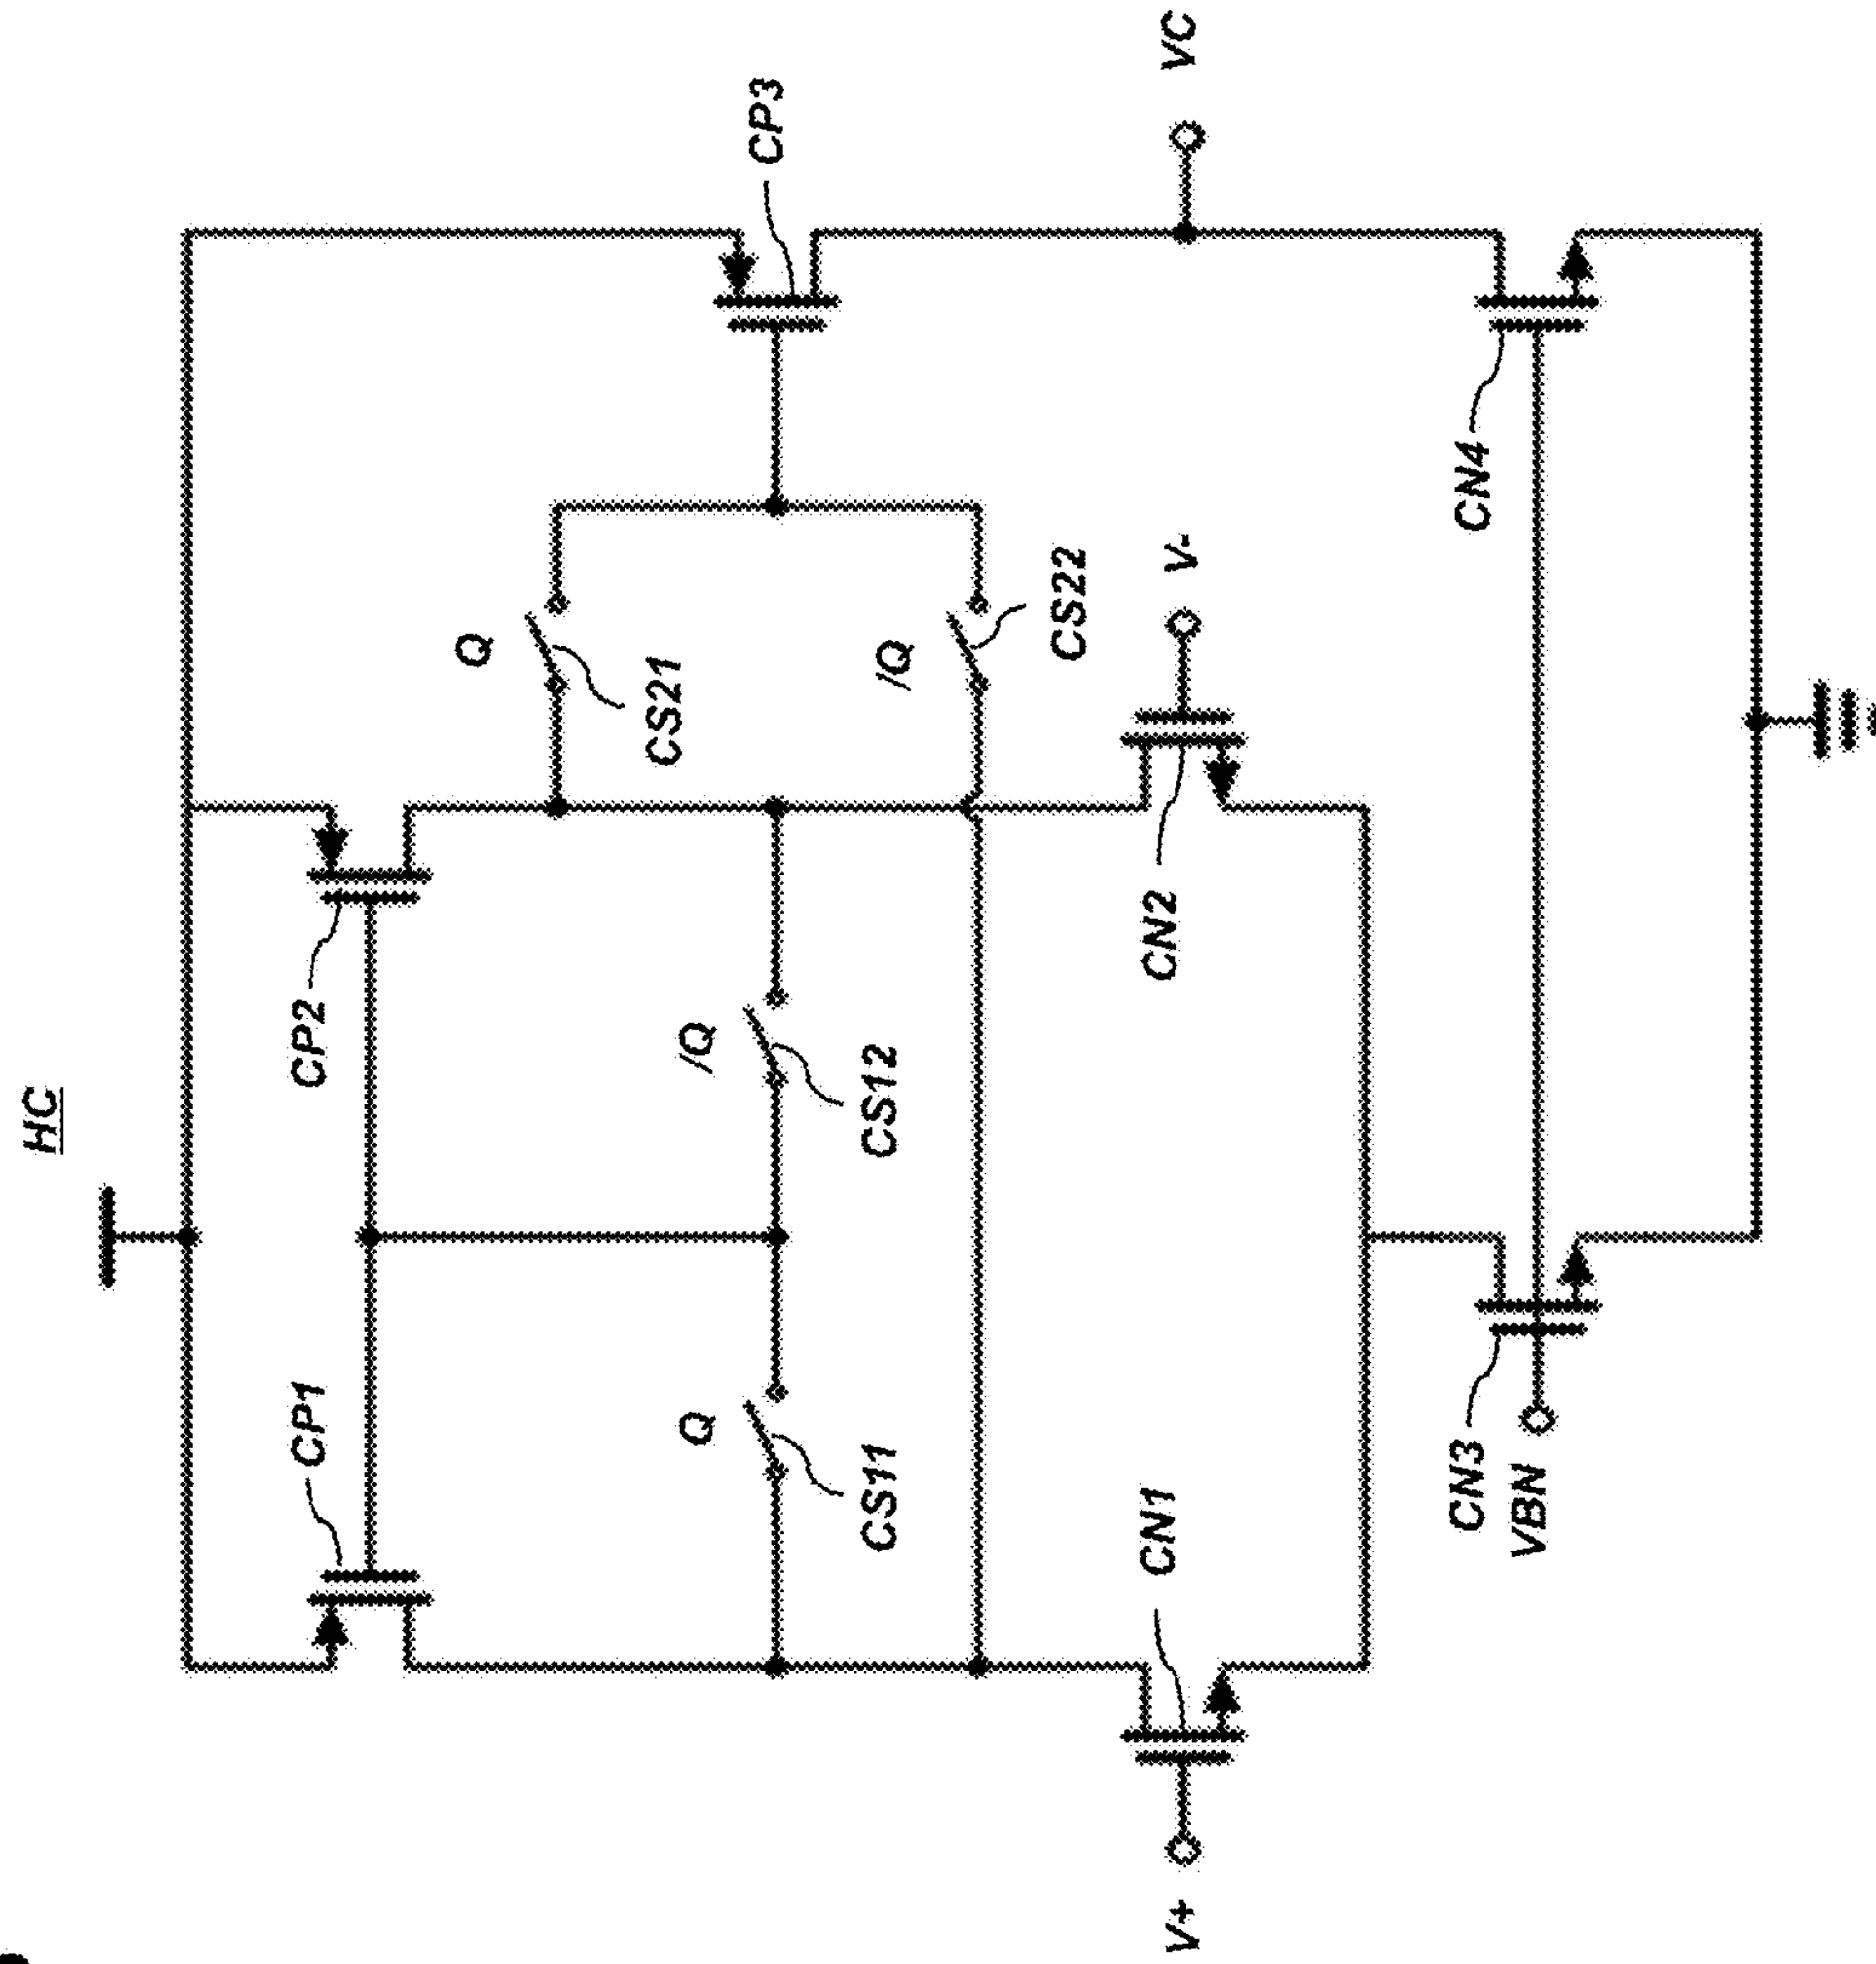 HC
CP1
CP2
CP3
Q
CS21
Q
CS11
/Q
CS12
/Q
CS22
V+
CN1
CN2
V-
VC
CN3
VBN
CN4